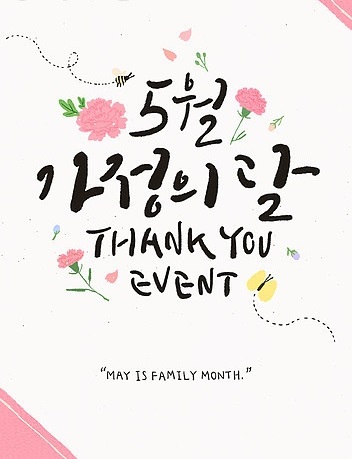 5월
가정의 달
THANK YOU
EVENT
“MAY IS FAMILY MONTH.”